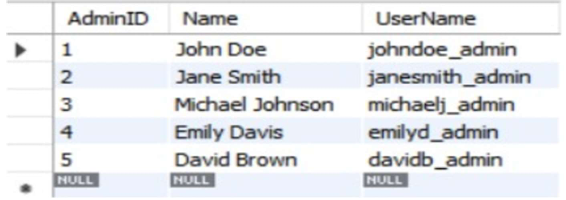 AdminID Name UserName
1 John Doe johndoe_admin
2 Jane Smith janesmith_admin
3 Michael Johnson michaelj_admin
4 Emily Davis emilyd_admin
5 David Brown davidb_admin
NULL NULL NULL